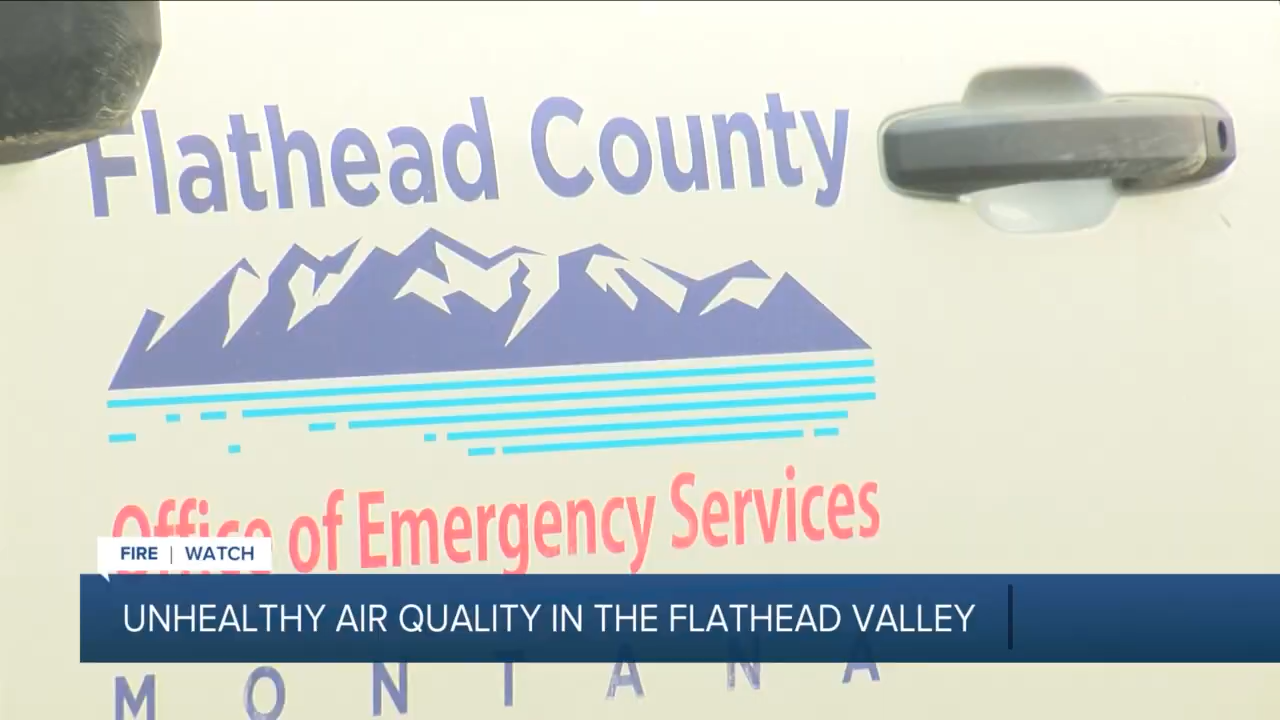 Flathead County
Office of Emergency Services
FIRE | WATCH
UNHEALTHY AIR QUALITY IN THE FLATHEAD VALLEY
MONTANA